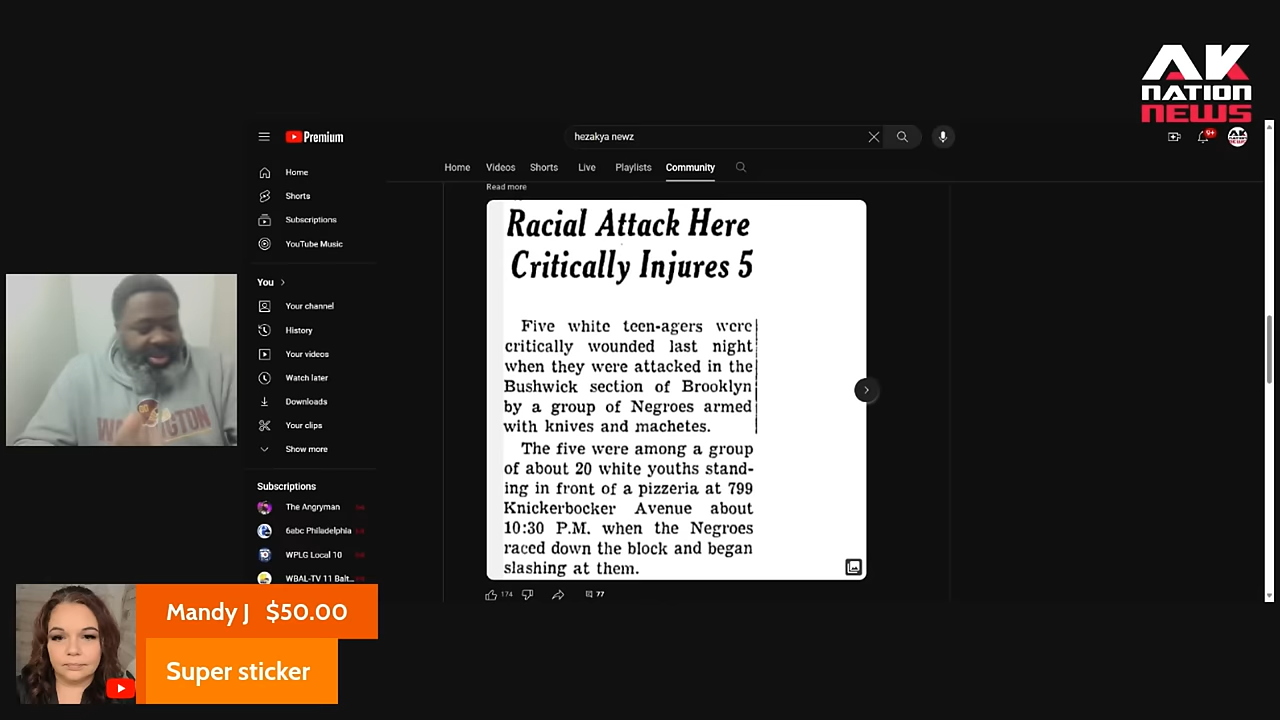 AK
NATION
NEWS
Premium
hezakya newz
9+
Home
Videos
Shorts
Live
Playlists
Community
Read more
Home
Shorts
Subscriptions
YouTube Music
You
Your channel
History
Your videos
Watch later
Downloads
Your clips
Show more
Subscriptions
The Angryman
6abc Philadelphia
WPLG Local 10
WBAL-TV 11 Balt...
Racial Attack Here
Critically Injures 5
Five white teen-agers were
critically wounded last night
when they were attacked in the
Bushwick section of Brooklyn
by a group of Negroes armed
with knives and machetes.
The five were among a group
of about 20 white youths stand-
ing in front of a pizzeria at 799
Knickerbocker Avenue about
10:30 P.M. when the Negroes
raced down the block and began
slashing at them.
174
77
Mandy J $50.00
Super sticker